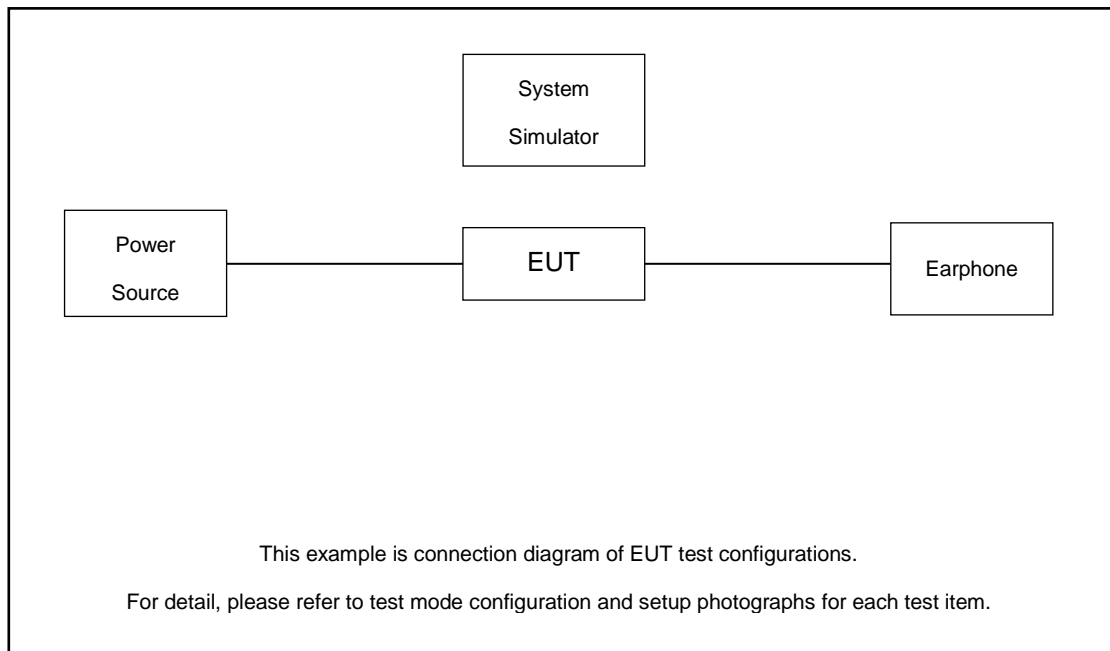 System
Simulator
Power
Source
EUT
Earphone
This example is connection diagram of EUT test configurations.
For detail, please refer to test mode configuration and setup photographs for each test item.